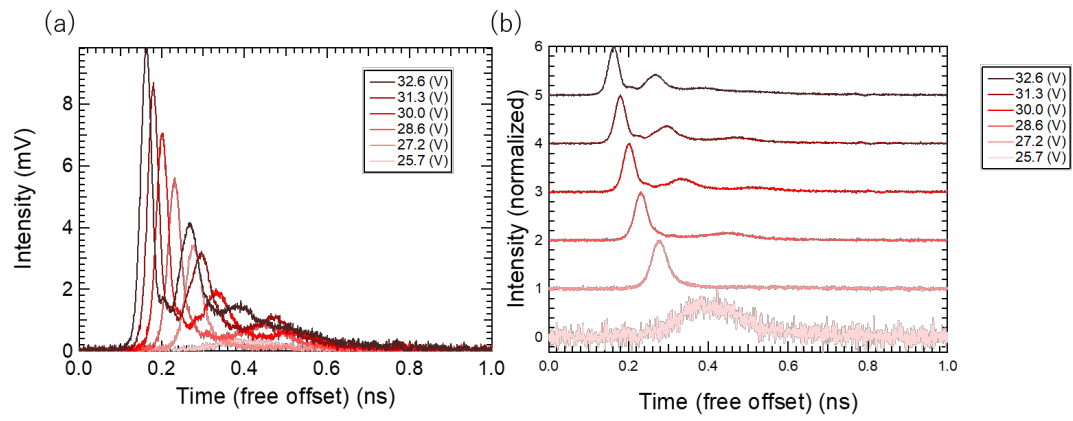 (a)
Intensity (mV)
8
6
4
2
0
0.0
0.2
0.4
0.6
0.8
1.0
Time (free offset) (ns)
32.6 (V)
31.3 (V)
30.0 (V)
28.6 (V)
27.2 (V)
25.7 (V)
(b)
Intensity (normalized)
6
5
4
3
2
1
0
0.0
0.2
0.4
0.6
0.8
1.0
Time (free offset) (ns)
32.6 (V)
31.3 (V)
30.0 (V)
28.6 (V)
27.2 (V)
25.7 (V)